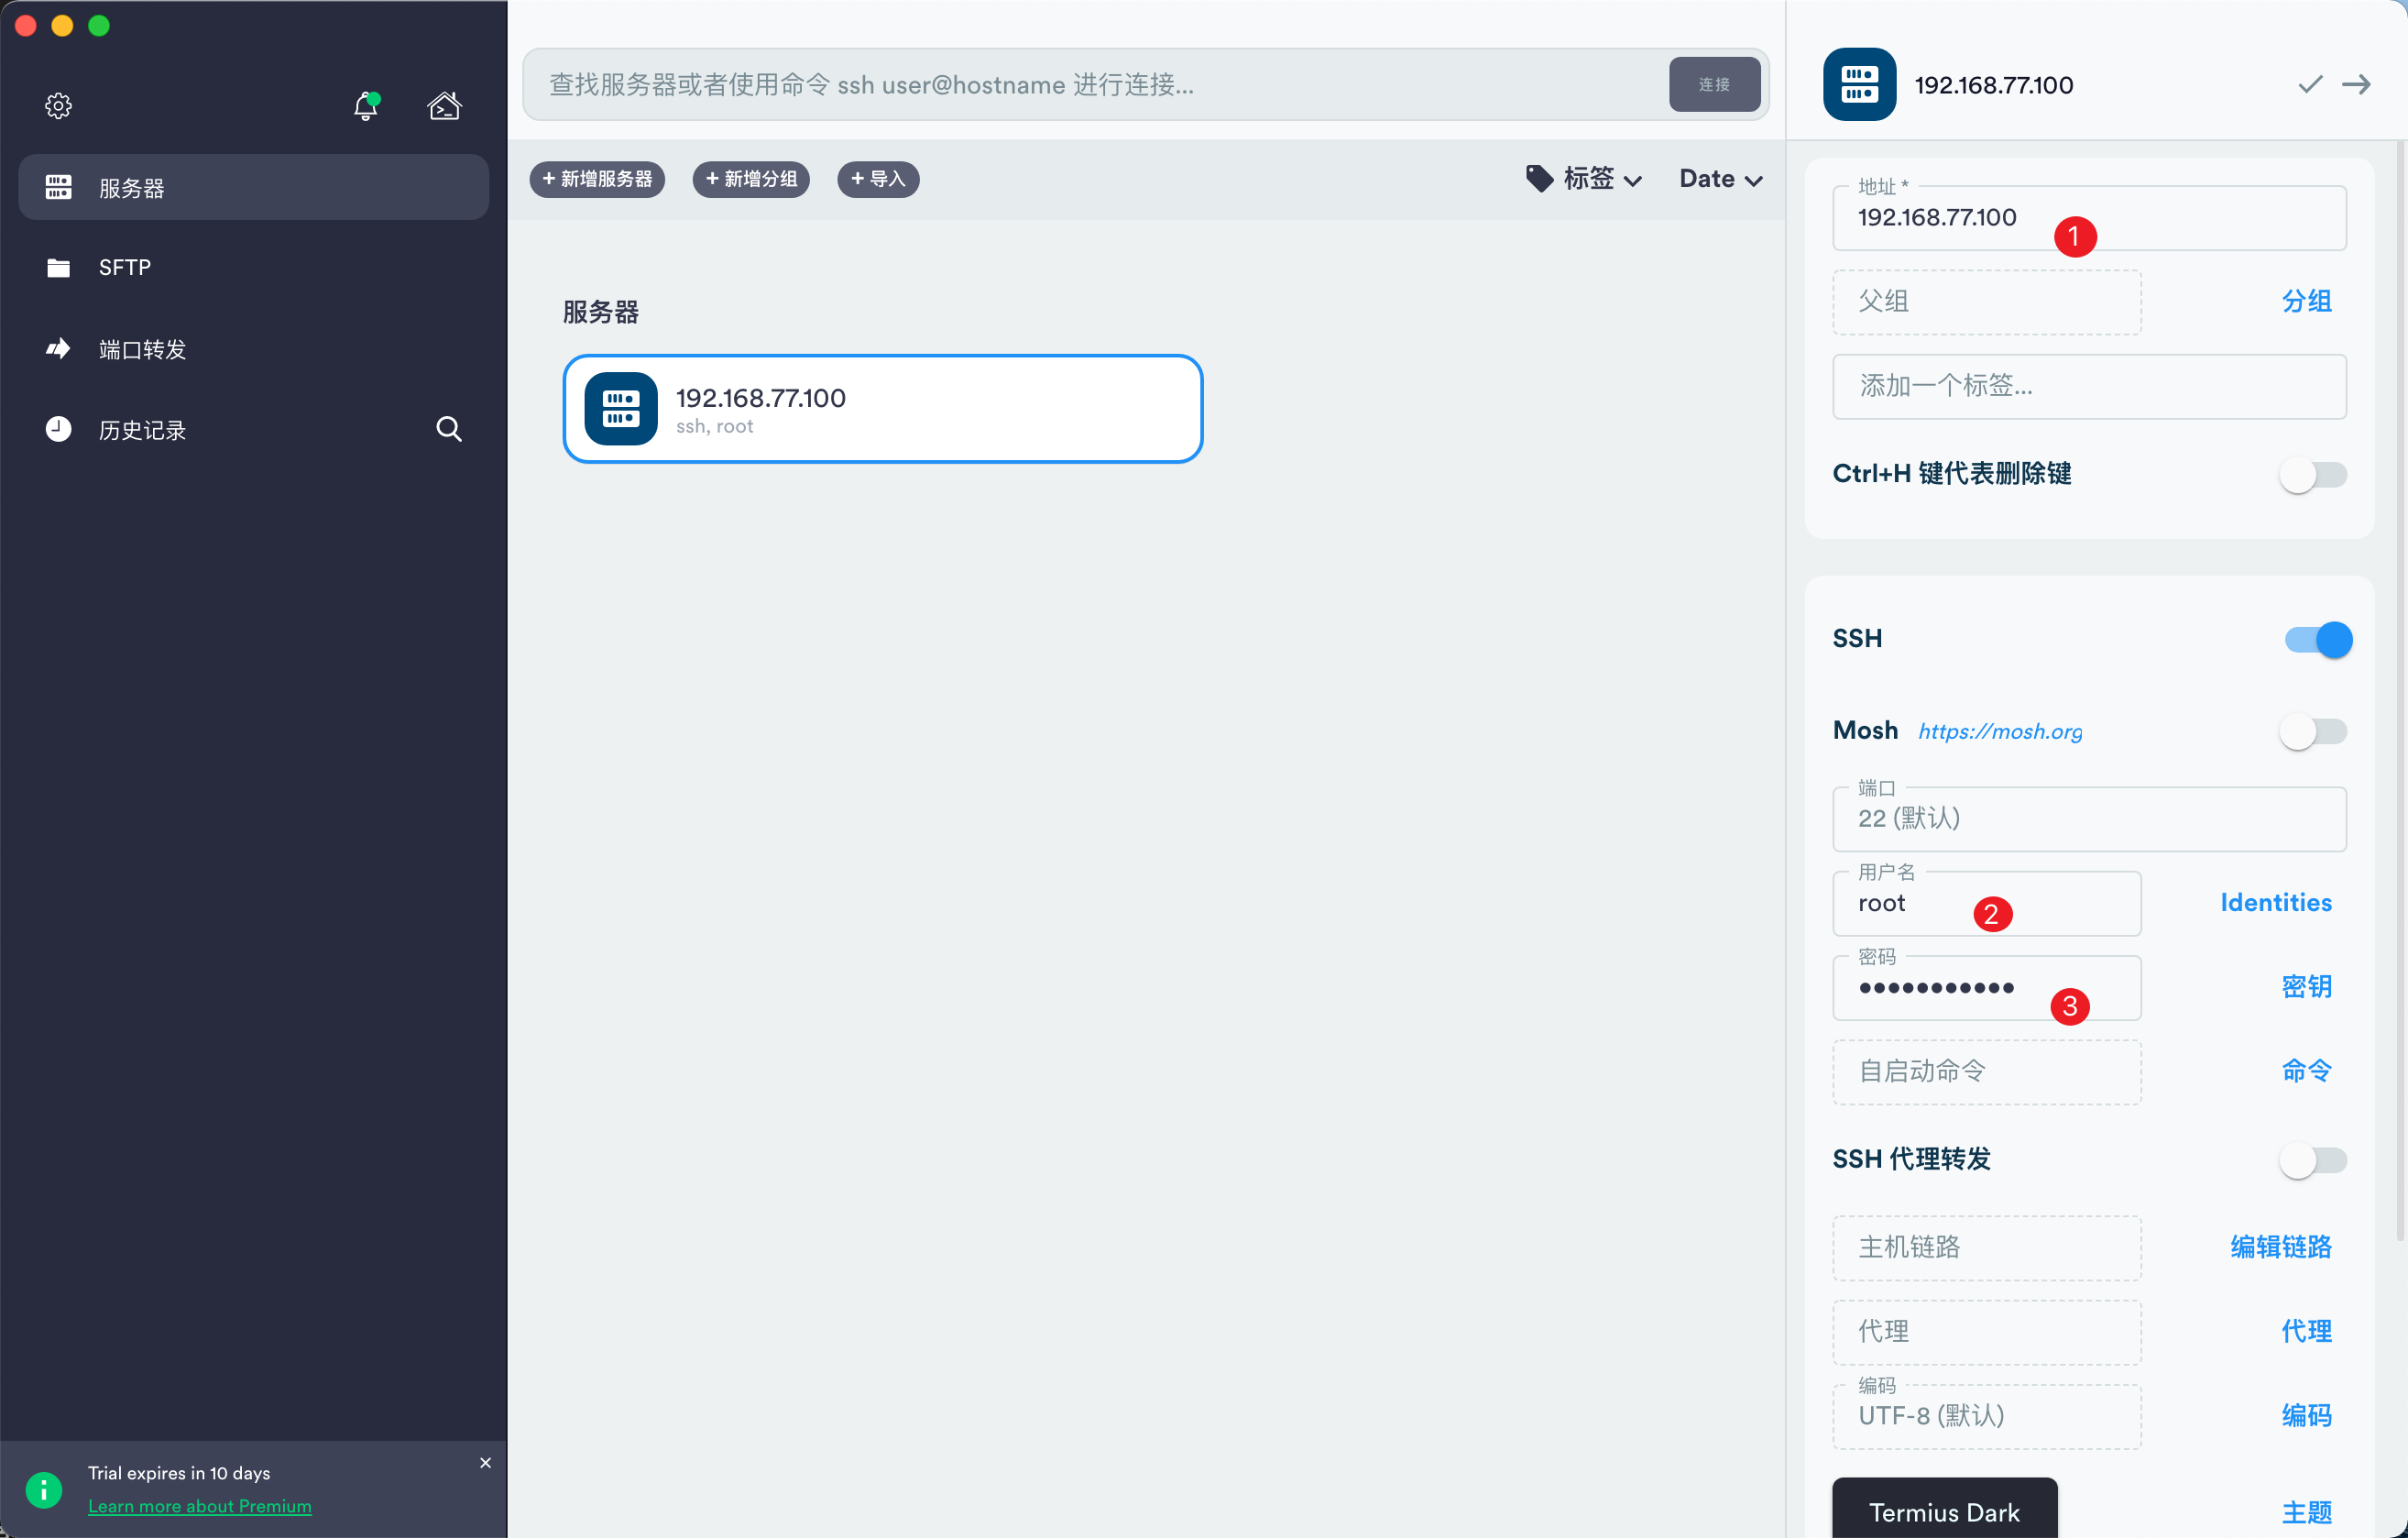 查找服务器或者使用命令 ssh user@hostname 进行连接...
连接
服务器
SFTP
端口转发
历史记录
Trial expires in 10 days
Learn more about Premium
+ 新增服务器
+ 新增分组
+ 导入
标签
Date
服务器
192.168.77.100
ssh, root
192.168.77.100
地址 *
192.168.77.100
1
父组
分组
添加一个标签...
Ctrl+H 键代表删除键
SSH
Mosh https://mosh.org
端口
22 (默认)
用户名
root
2
Identities
密码
•••••••••••
3
密钥
自启动命令
命令
SSH 代理转发
主机链路
编辑链路
代理
代理
编码
UTF-8 (默认)
编码
Termius Dark
主题